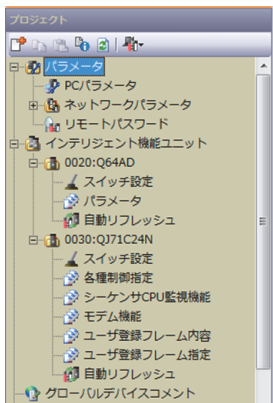 プロジェクト
パラメータ
PCパラメータ
ネットワークパラメータ
リモートパスワード
インテリジェント機能ユニット
0020:Q64AD
スイッチ設定
パラメータ
自動リフレッシュ
0030:QJ71C24N
スイッチ設定
各種制御指定
シーケンサCPU監視機能
モデム機能
ユーザ登録フレーム内容
ユーザ登録フレーム指定
自動リフレッシュ
グローバルデバイスコメント